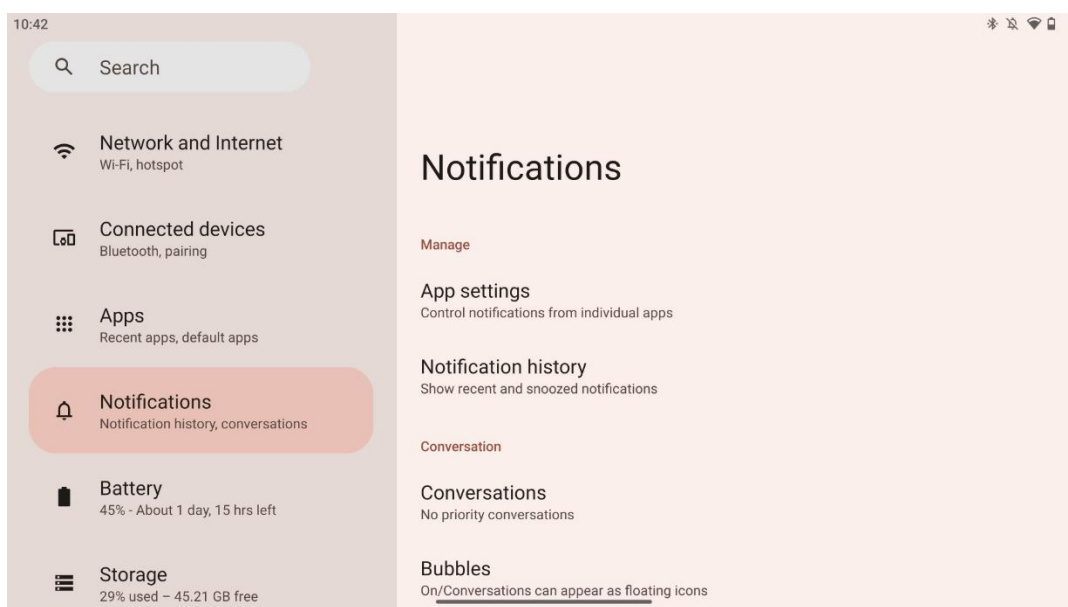 10:42
Search
Network and Internet
Wi-Fi, hotspot
Connected devices
Bluetooth, pairing
Apps
Recent apps, default apps
Notifications
Notification history, conversations
Battery
45% - About 1 day, 15 hrs left
Storage
29% used – 45.21 GB free
Notifications
Manage
App settings
Control notifications from individual apps
Notification history
Show recent and snoozed notifications
Conversation
Conversations
No priority conversations
Bubbles
On/Conversations can appear as floating icons